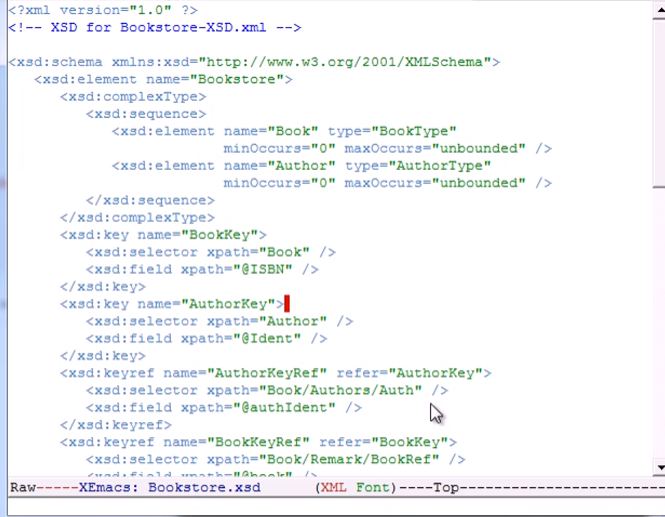 <?xml version="1.0" ?>
<!-- XSD for Bookstore-XSD.xml -->
<xsd:schema xmlns:xsd="http://www.w3.org/2001/XMLSchema">
<xsd:element name="Bookstore">
<xsd:complexType>
<xsd:sequence>
<xsd:element name="Book" type="BookType"
minOccurs="0" maxOccurs="unbounded" />
<xsd:element name="Author" type="AuthorType"
minOccurs="0" maxOccurs="unbounded" />
</xsd:sequence>
</xsd:complexType>
<xsd:key name="BookKey">
<xsd:selector xpath="Book" />
<xsd:field xpath="@ISBN" />
</xsd:key>
<xsd:key name="AuthorKey">
<xsd:selector xpath="Author" />
<xsd:field xpath="@Ident" />
</xsd:key>
<xsd:keyref name="AuthorKeyRef" refer="AuthorKey">
<xsd:selector xpath="Book/Authors/Auth" />
<xsd:field xpath="@authIdent" />
</xsd:keyref>
<xsd:keyref name="BookKeyRef" refer="BookKey">
<xsd:selector xpath="Book/Remark/BookRef" />
<xsd:field xpath="@book" />
Raw-----XEmacs: Bookstore.xsd (XML Font)----Top------------------------